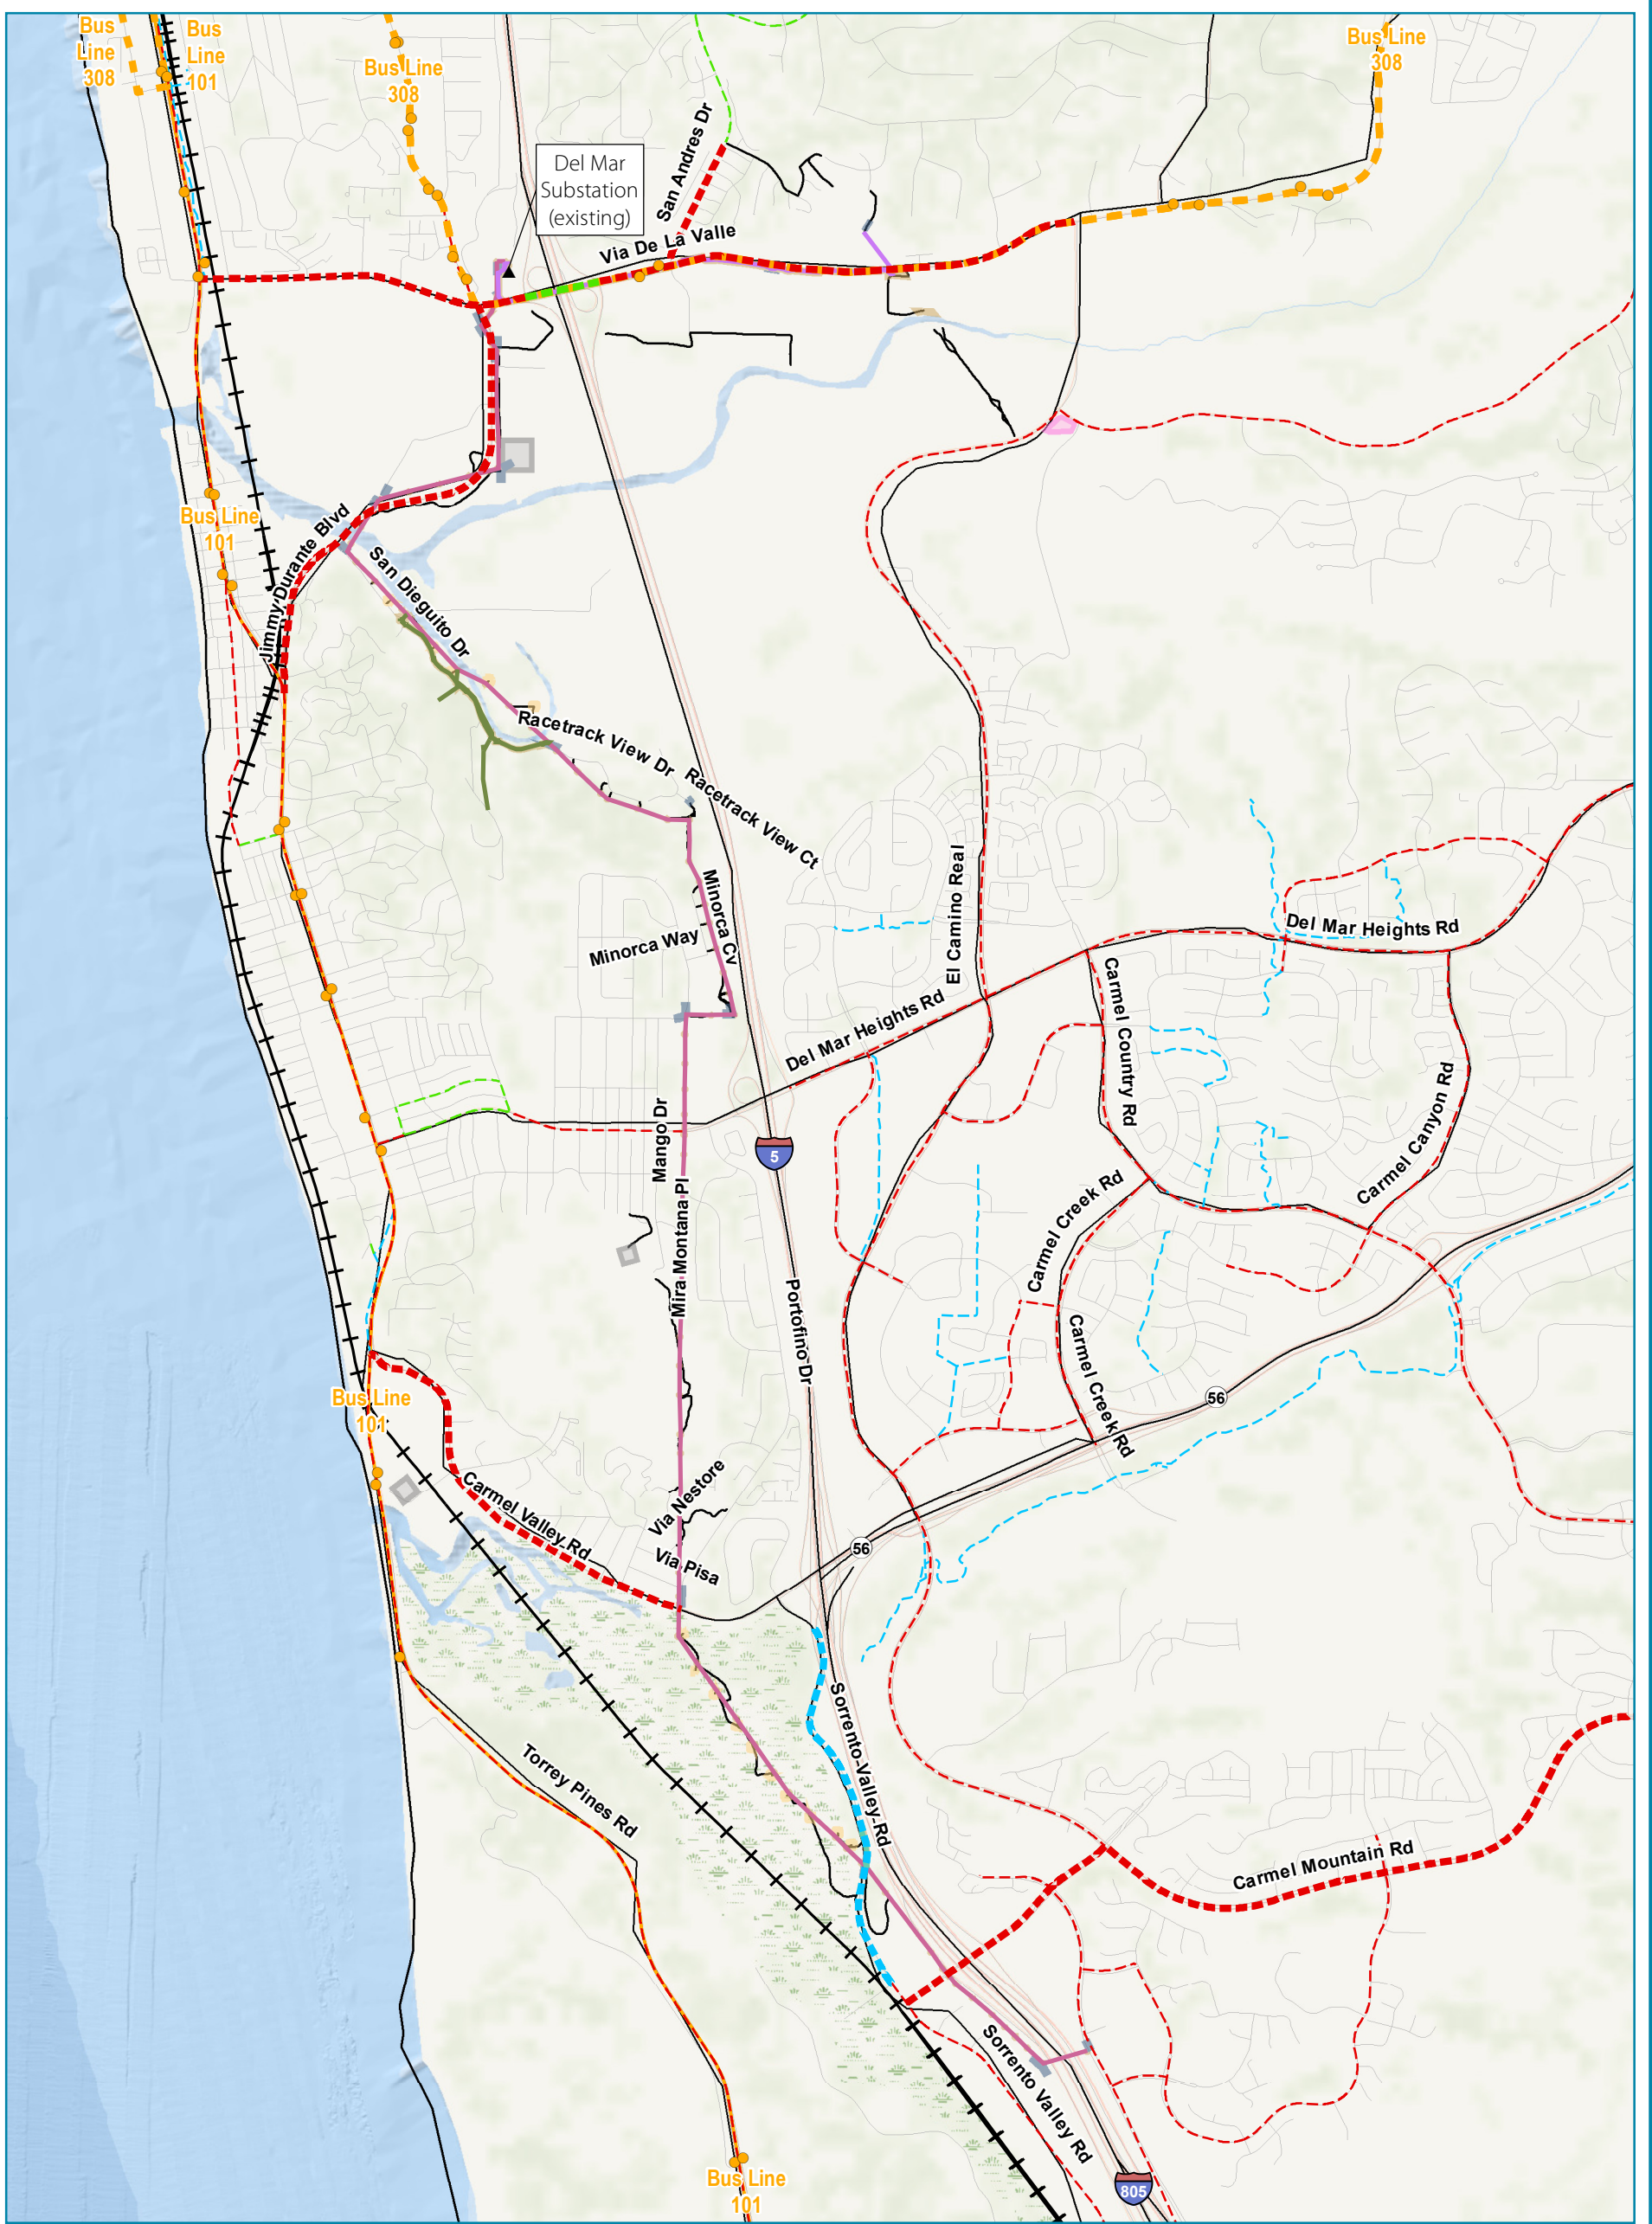 Bus
Line
308
Bus
Line
101
Bus Line
308
Bus Line
308
Del Mar
Substation
(existing)
San Andres Dr
Via De La Valle
Bus Line
101
Jimmy Durante Blvd
San Dieguito Dr
Racetrack View Dr
Racetrack View Ct
Minorca Cv
Minorca Way
El Camino Real
Del Mar Heights Rd
Del Mar Heights Rd
Carmel Country Rd
Carmel Canyon Rd
Mango Dr
5
Mira Montana Pl
Carmel Creek Rd
Portofino Dr
Carmel Creek Rd
56
Bus Line
101
Carmel Valley Rd
Via Nestore
Via Pisa
56
Sorrento Valley Rd
Torrey Pines Rd
Carmel Mountain Rd
Sorrento Valley Rd
Bus Line
101
805